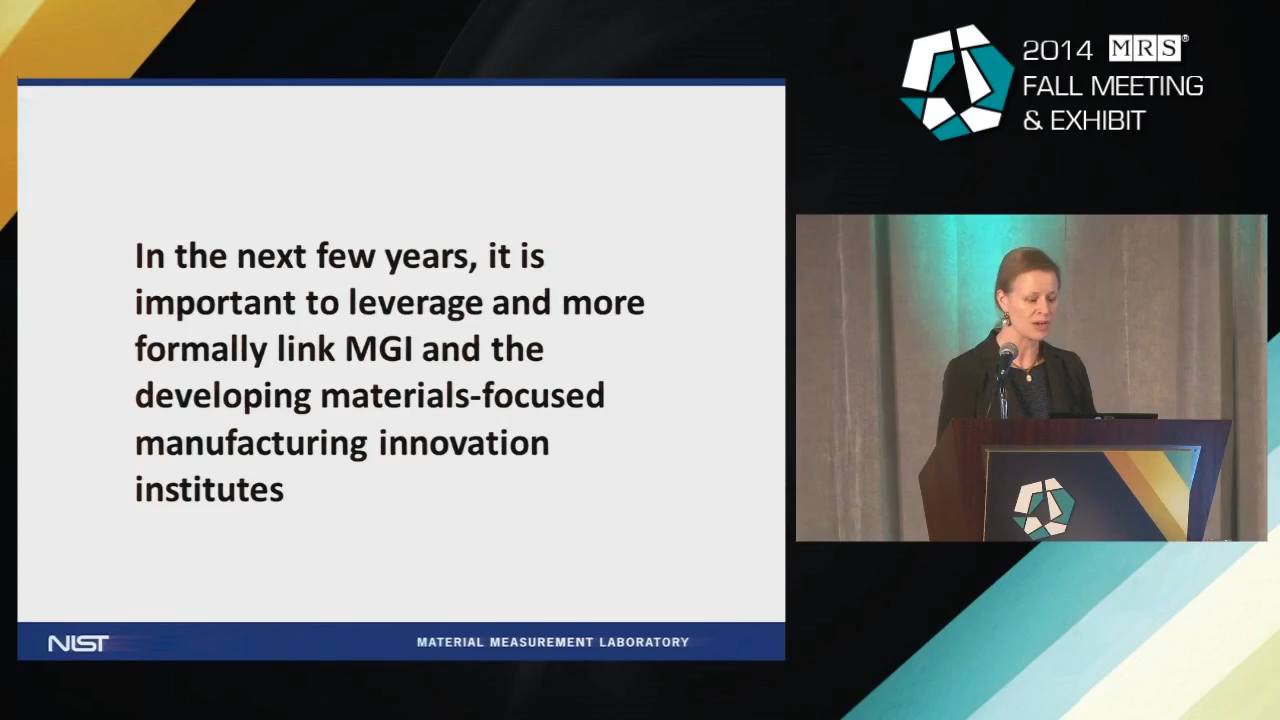 2014 MRS®
FALL MEETING
& EXHIBIT
In the next few years, it is
important to leverage and more
formally link MGI and the
developing materials-focused
manufacturing innovation
institutes
NIST
MATERIAL MEASUREMENT LABORATORY